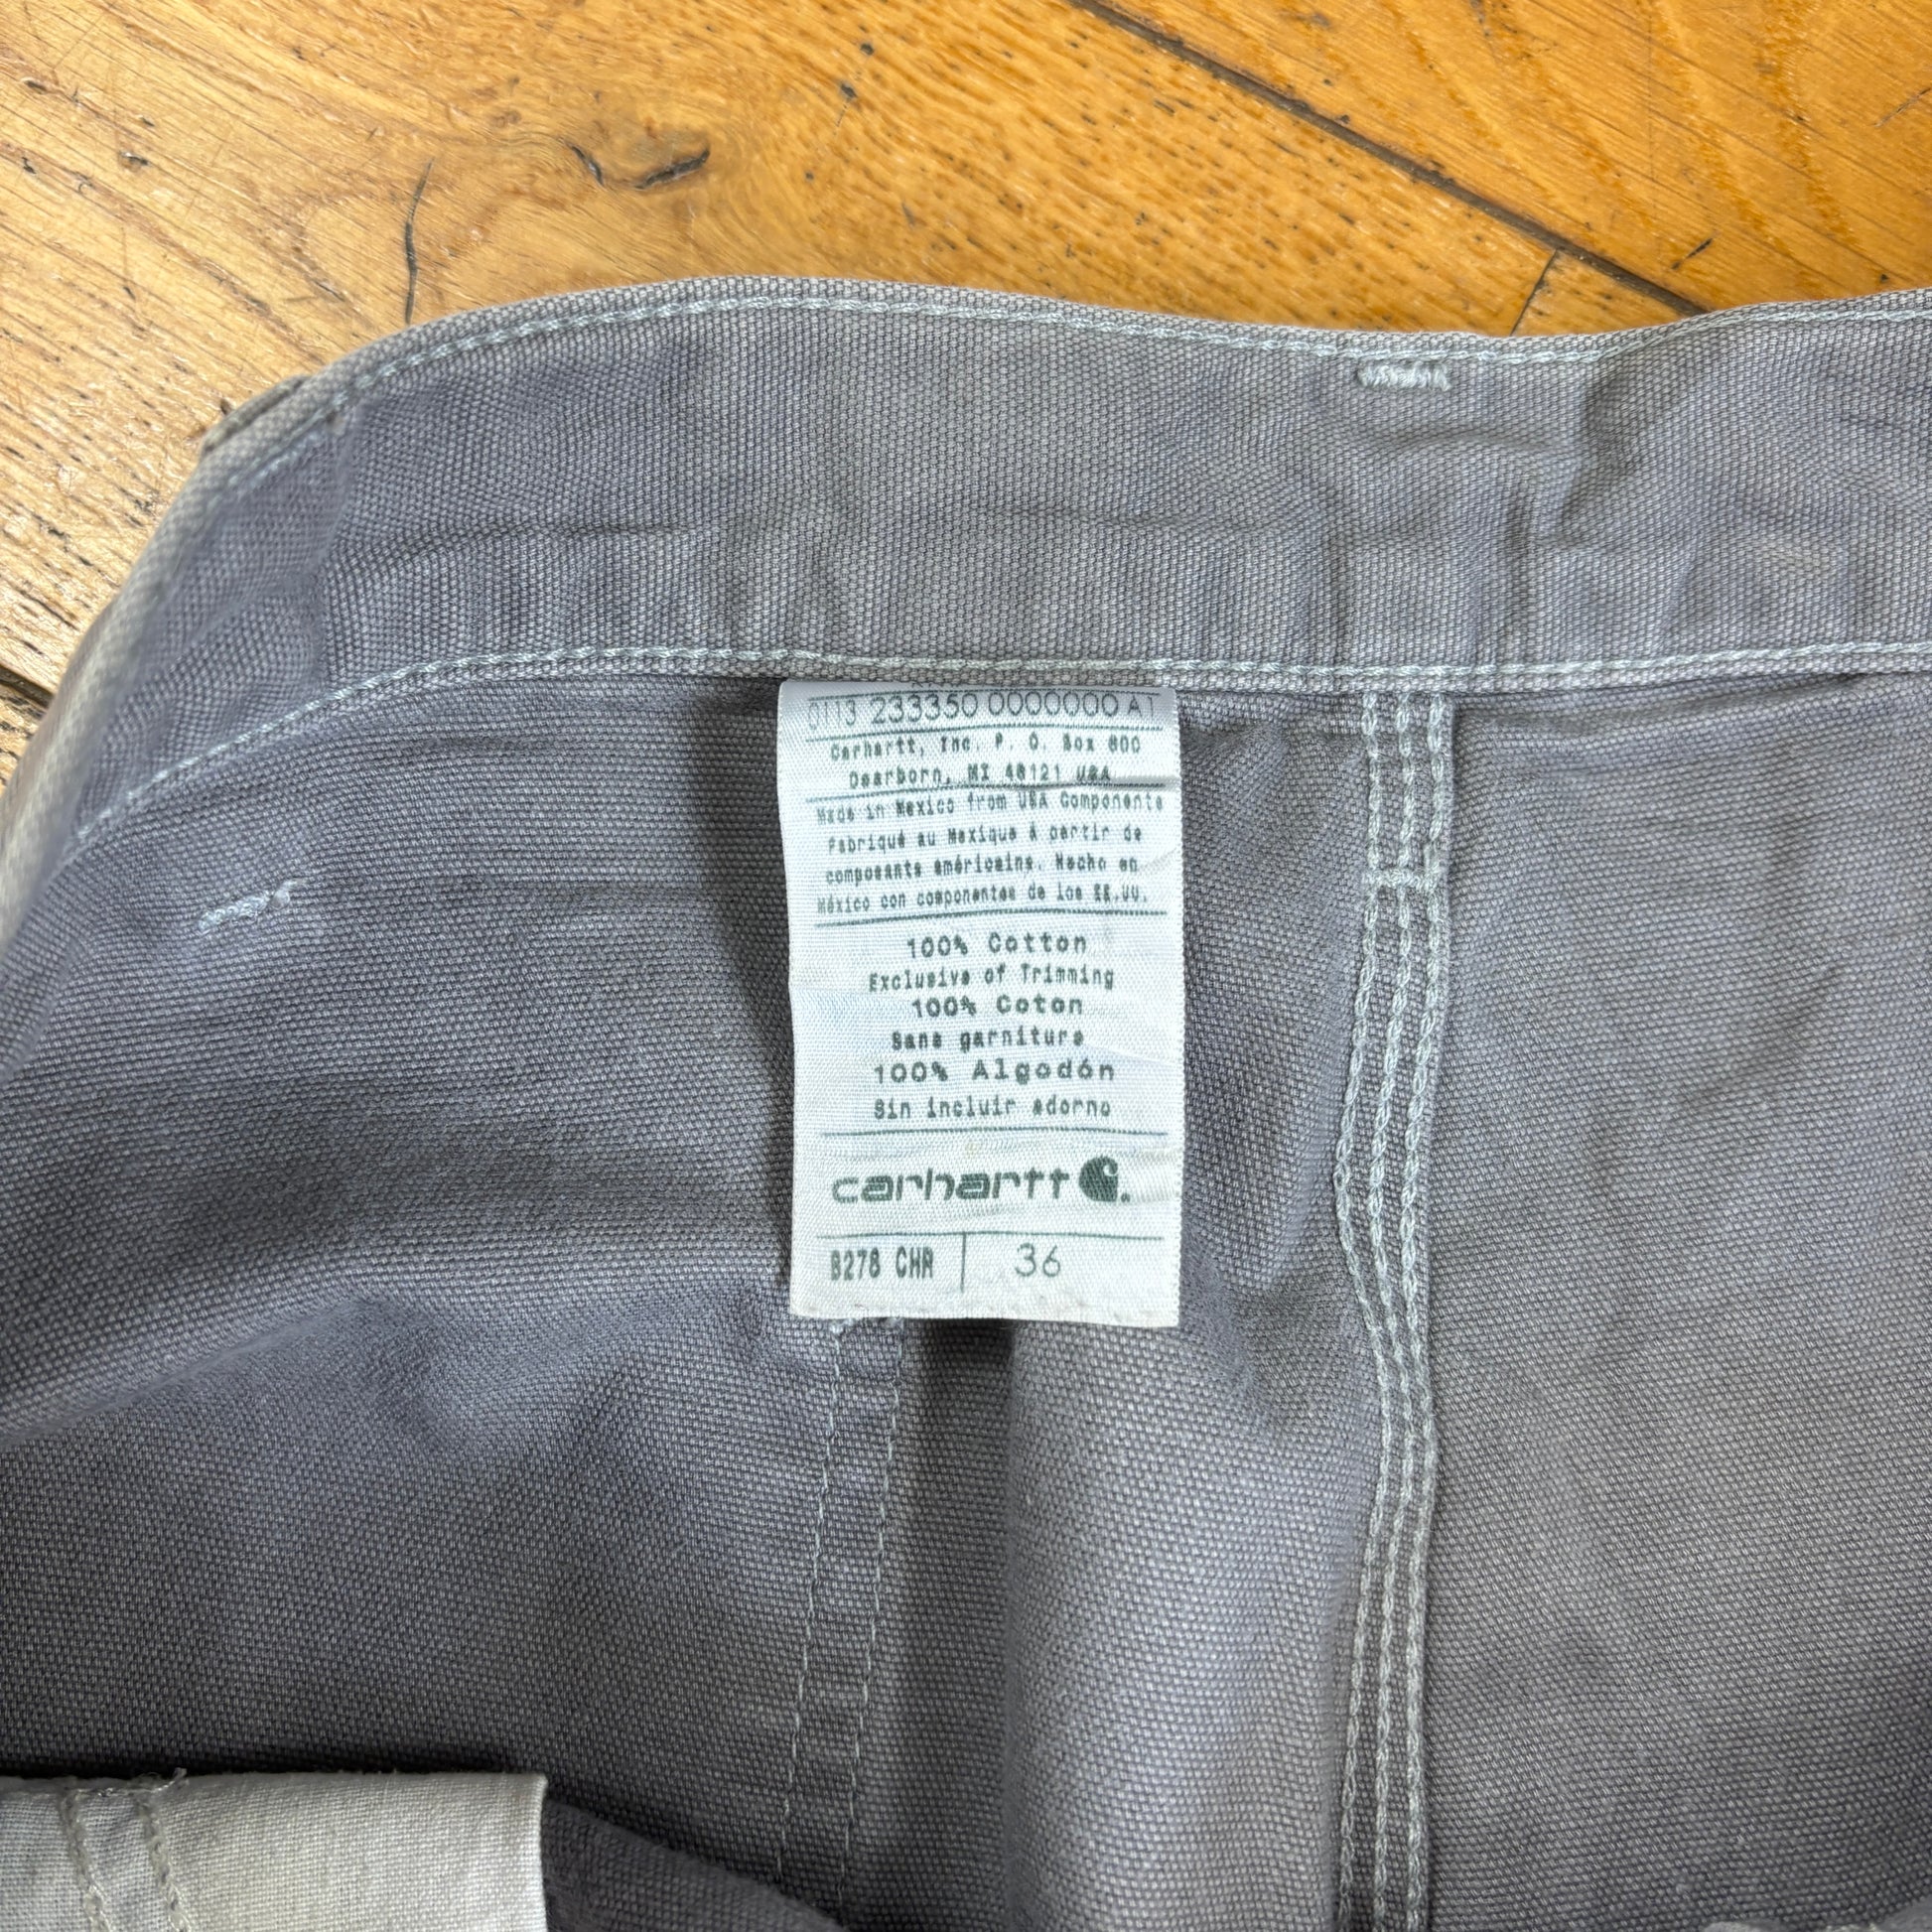 0113 233350 0000000 A1
Carhartt, Inc. P. O. Box 600
Dearborn, MI 48121 USA
Made in Mexico from USA Components
Fabriqué au Mexique à partir de
composants américains. Hecho en
México con componentes de los EE.UU.
100% Cotton
Exclusive of Trimming
100% Coton
Sans garniture
100% Algodón
Sin incluir adorno
carhartt
B278 CHR 36